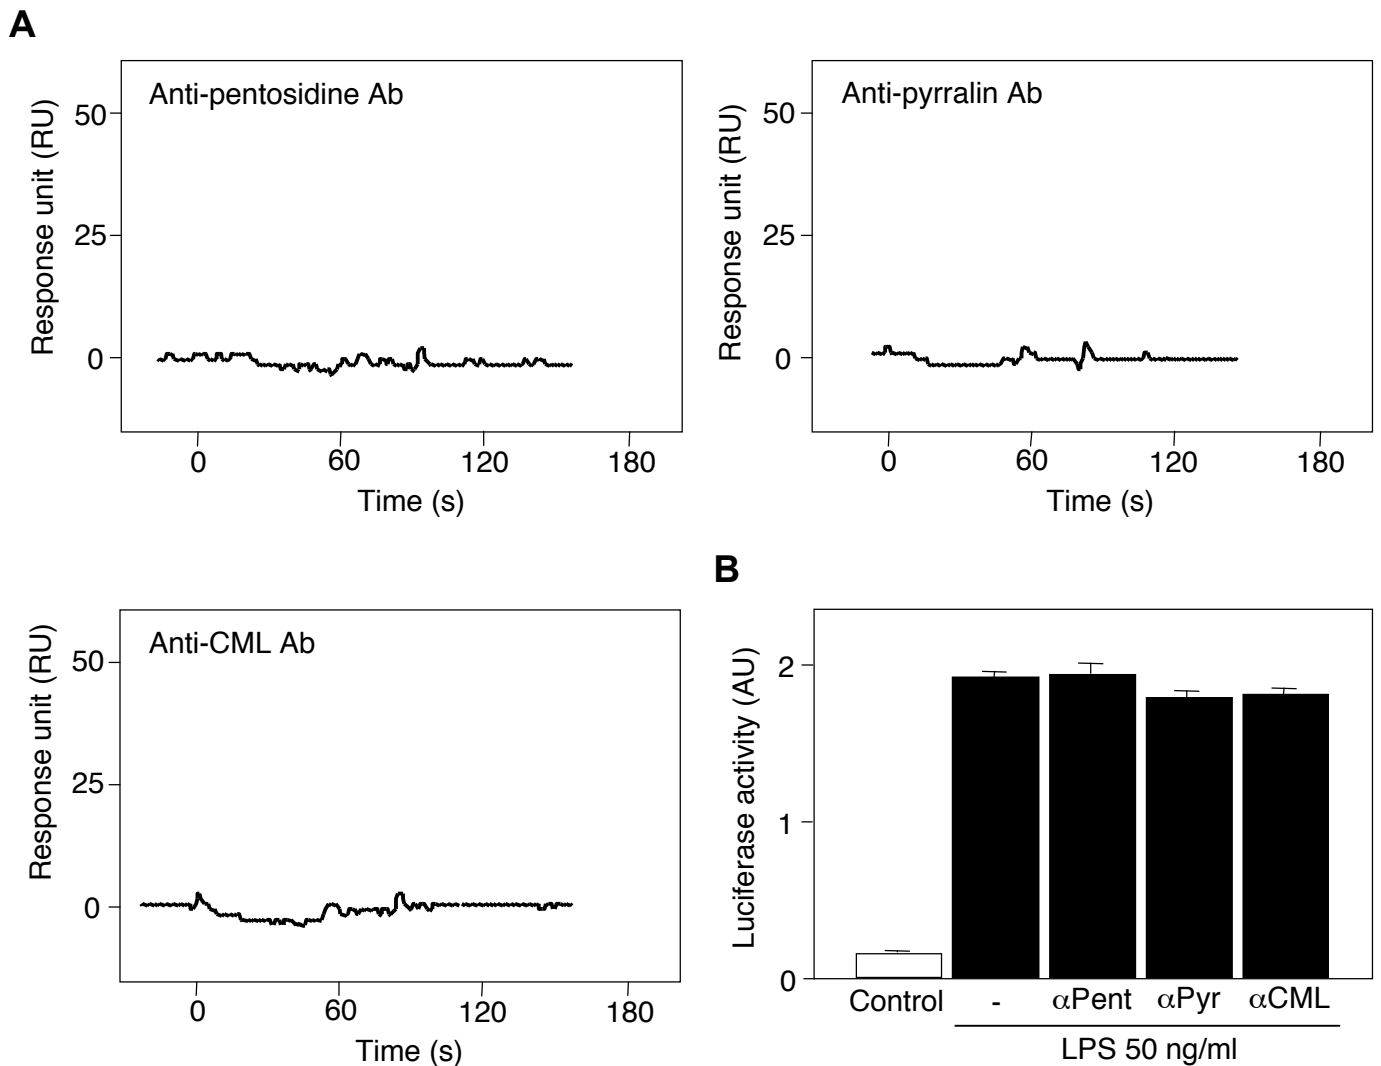 A
Anti-pentosidine Ab
Response unit (RU)
50
25
0
0 60 120 180
Time (s)
Anti-pyrralin Ab
Response unit (RU)
50
25
0
0 60 120 180
Time (s)
Anti-CML Ab
Response unit (RU)
50
25
0
0 60 120 180
Time (s)
B
Luciferase activity (AU)
2
1
0
Control - αPent αPyr αCML
LPS 50 ng/ml